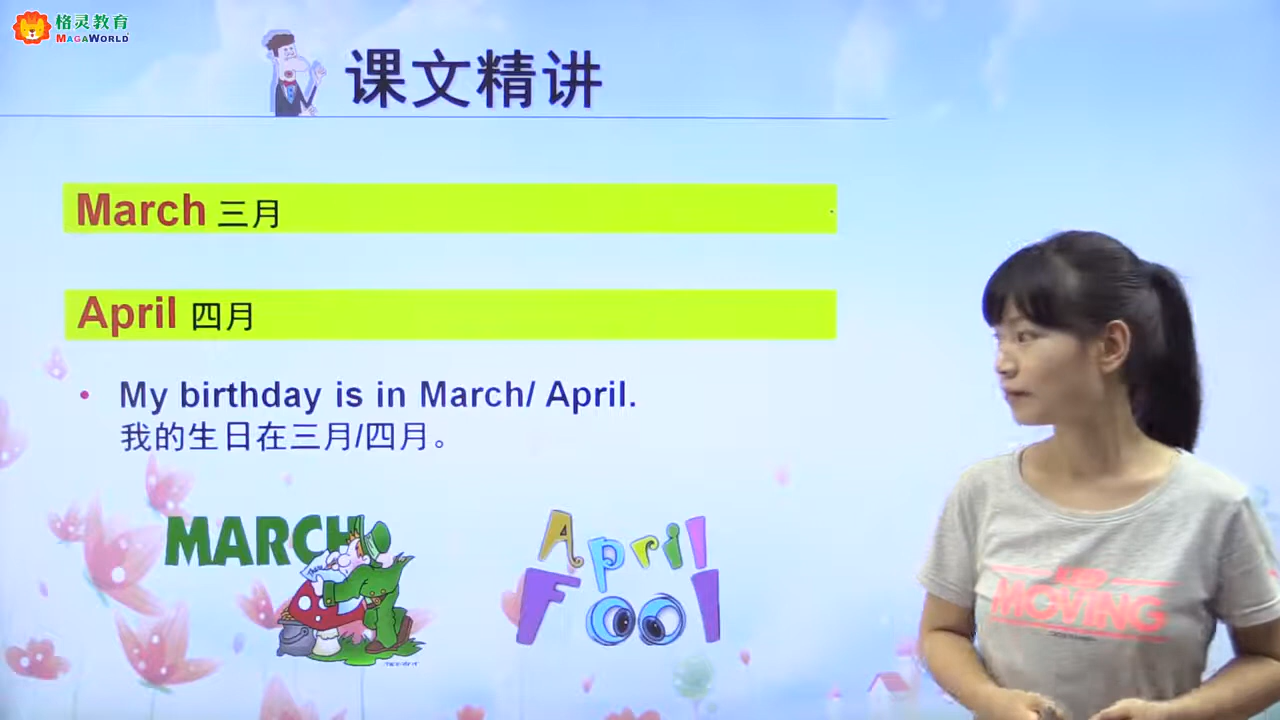 格灵教育
MAGAWORLD
课文精讲
March 三月
April 四月
• My birthday is in March/ April.
我的生日在三月/四月。
MARCH
April
Fool
MOVING